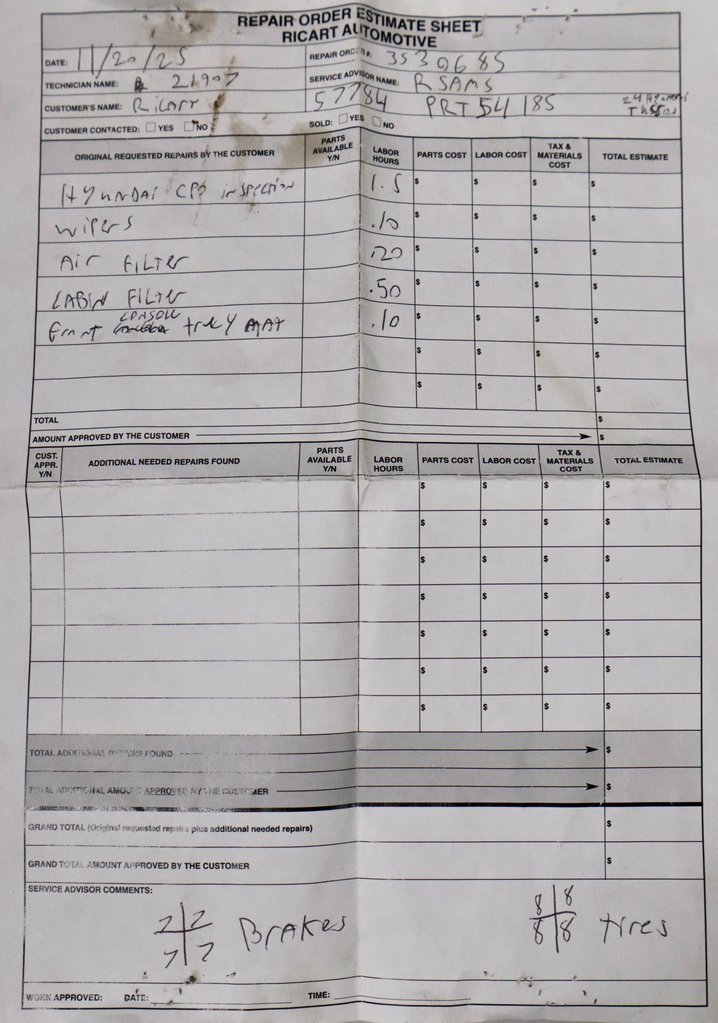 REPAIR ORDER ESTIMATE SHEET
RICART AUTOMOTIVE
DATE: 11/20/25 REPAIR ORDER #: 3530685
TECHNICIAN NAME: 21907 SERVICE ADVISOR NAME: R SAMS
CUSTOMER'S NAME: Ricart 57784 PRT 54185
CUSTOMER CONTACTED: YES NO SOLD: YES NO
ORIGINAL REQUESTED REPAIRS BY THE CUSTOMER PARTS AVAILABLE Y/N LABOR HOURS PARTS COST LABOR COST TAX & MATERIALS COST TOTAL ESTIMATE
HYUNDAI CPO inspection 1.5 $ $ $ $
wipers .10 $ $ $ $
Air FILTer .20 $ $ $ $
CABIN FILTer .50 $ $ $ $
Front CONSOLE tray MAT .10 $ $ $ $
$ $ $ $
$ $ $ $
TOTAL $
AMOUNT APPROVED BY THE CUSTOMER $
CUST. APPR. Y/N ADDITIONAL NEEDED REPAIRS FOUND PARTS AVAILABLE Y/N LABOR HOURS PARTS COST LABOR COST TAX & MATERIALS COST TOTAL ESTIMATE
$ $ $ $
$ $ $ $
$ $ $ $
$ $ $ $
$ $ $ $
$ $ $ $
$ $ $ $
TOTAL ADDITIONAL REPAIRS FOUND $
TOTAL ADDITIONAL AMOUNT APPROVED BY THE CUSTOMER $
GRAND TOTAL (Original requested repairs plus additional needed repairs) $
GRAND TOTAL AMOUNT APPROVED BY THE CUSTOMER $
SERVICE ADVISOR COMMENTS:
7 7 8 8
7 7 Brakes 8 8 tires
WORK APPROVED: DATE: TIME: